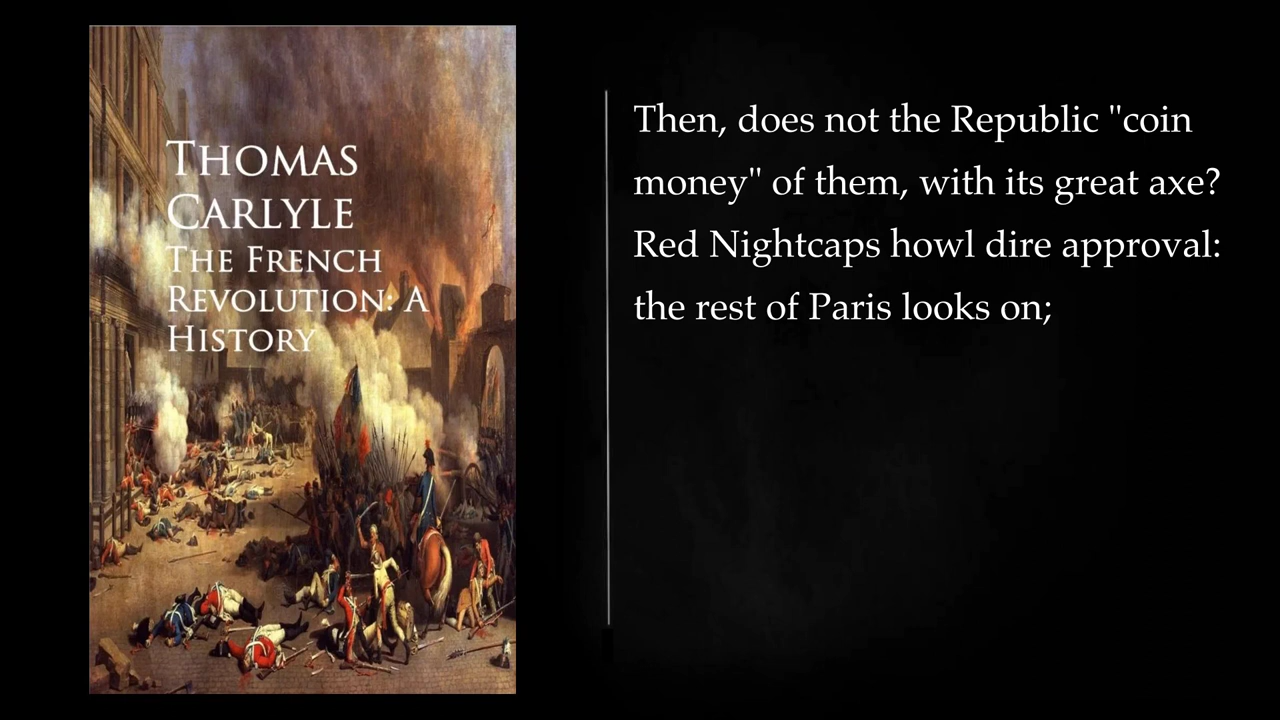 THOMAS
CARLYLE
THE FRENCH
REVOLUTION: A
HISTORY
Then, does not the Republic "coin
money" of them, with its great axe?
Red Nightcaps howl dire approval:
the rest of Paris looks on;